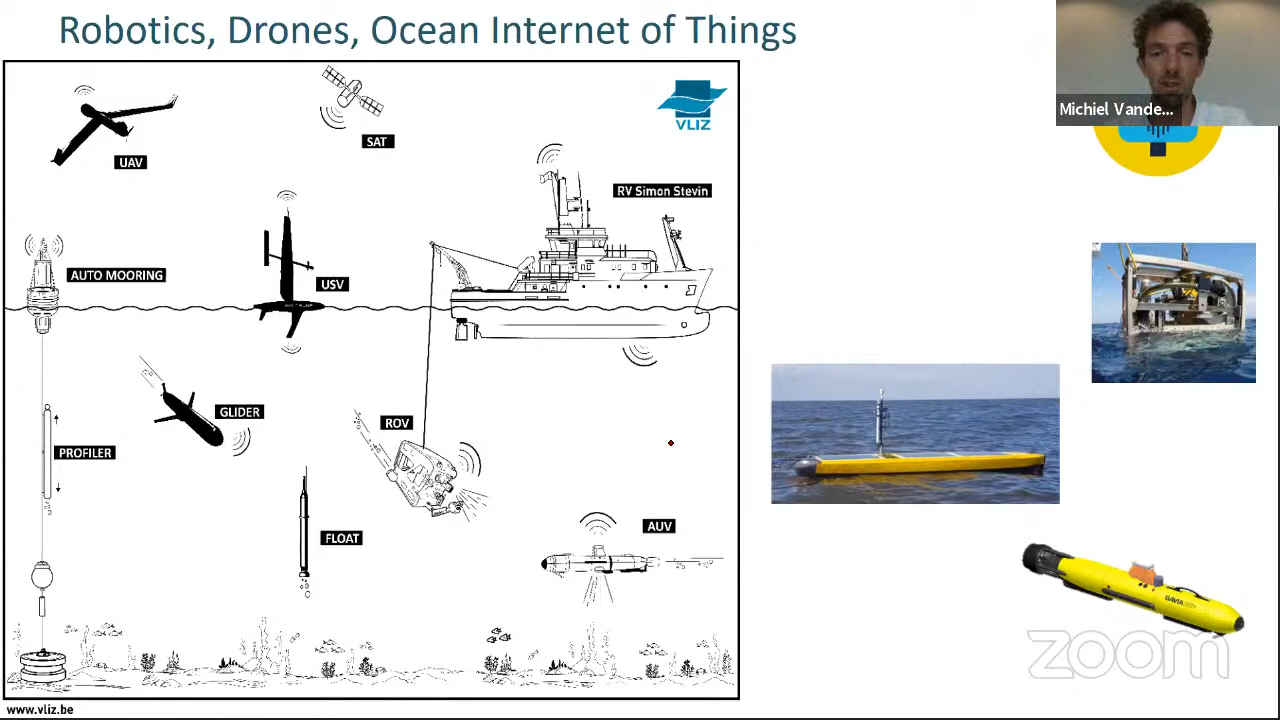 Robotics, Drones, Ocean Internet of Things
Michiel Vande...
SAT
VLIZ
UAV
RV Simon Stevin
AUTO MOORING
USV
GLIDER
ROV
PROFILER
AUV
FLOAT
GAVIA
zoom
www.vliz.be